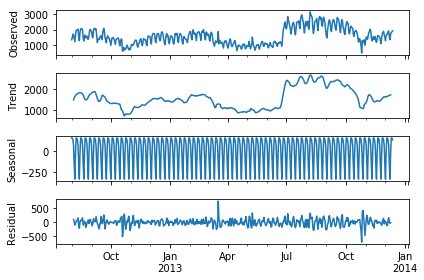 Observed
3000
2000
1000
Trend
2000
1000
Seasonal
0
−250
Residual
500
0
−500
Oct
Jan
2013
Apr
Jul
Oct
Jan
2014